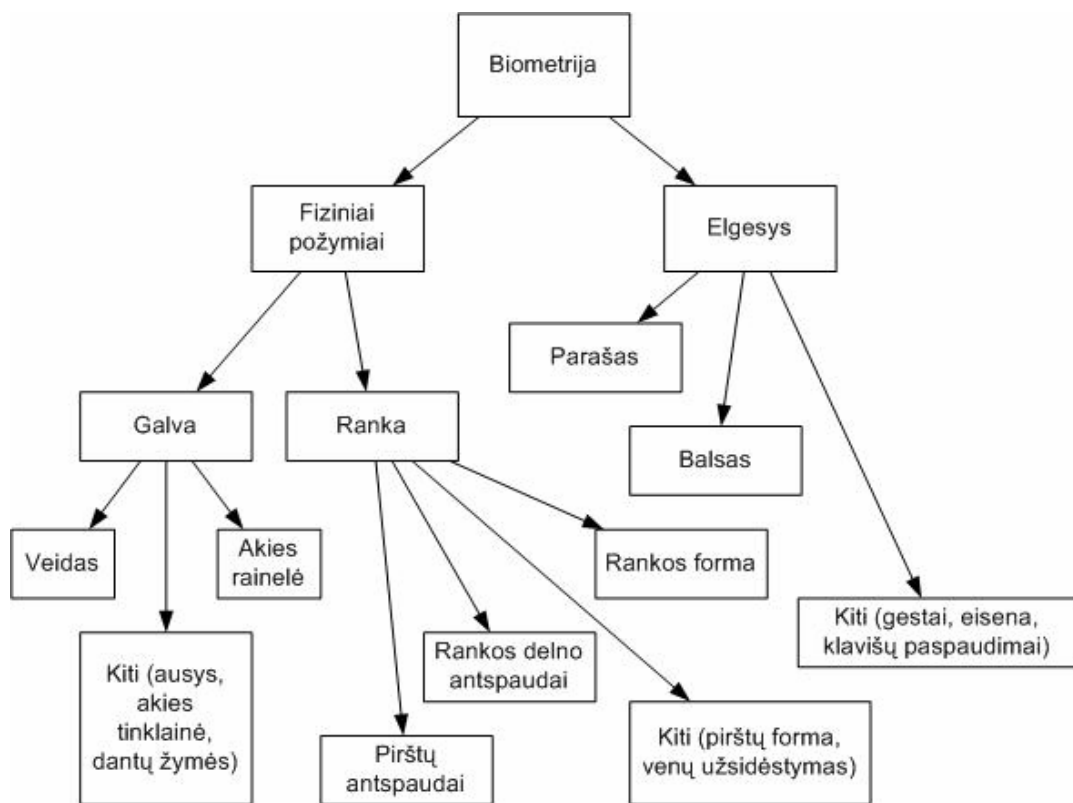 Biometrija
Fiziniai
požymiai
Elgesys
Parašas
Galva
Ranka
Balsas
Veidas
Akies
rainelė
Rankos forma
Kiti (gestai, eisena,
klavišų paspaudimai)
Kiti (ausys,
akies
tinklainė,
dantų žymės)
Rankos delno
antspaudai
Pirštų
antspaudai
Kiti (pirštų forma,
venų užsidėstymas)